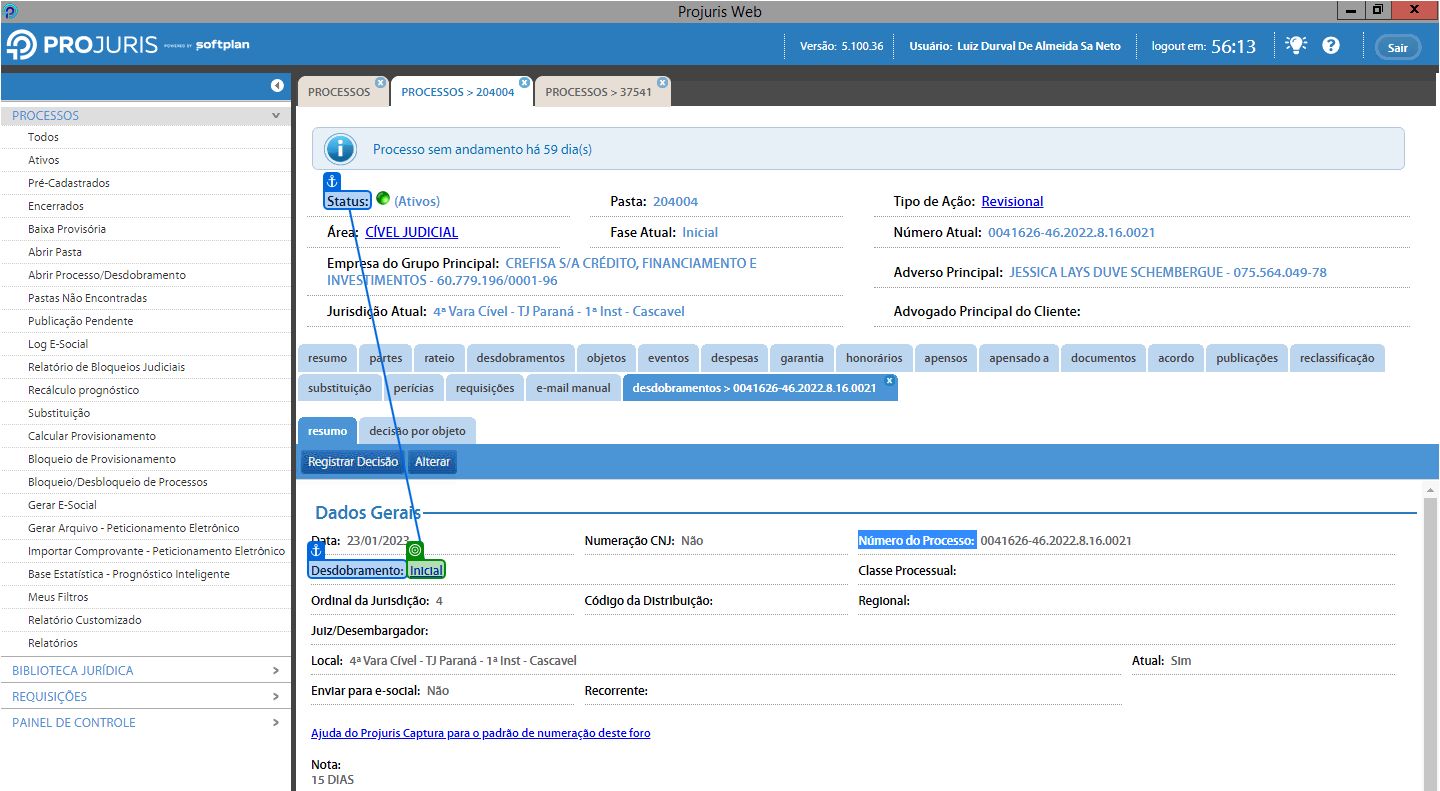 Projuris Web
PROJURIS POWERED BY softplan
Versão: 5.100.36
Usuário: Luiz Durval De Almeida Sa Neto
logout em: 56:13
Sair
PROCESSOS
Todos
Ativos
Pré-Cadastrados
Encerrados
Baixa Provisória
Abrir Pasta
Abrir Processo/Desdobramento
Pastas Não Encontradas
Publicação Pendente
Log E-Social
Relatório de Bloqueios Judiciais
Recálculo prognóstico
Substituição
Calcular Provisionamento
Bloqueio de Provisionamento
Bloqueio/Desbloqueio de Processos
Gerar E-Social
Gerar Arquivo - Peticionamento Eletrônico
Importar Comprovante - Peticionamento Eletrônico
Base Estatística - Prognóstico Inteligente
Meus Filtros
Relatório Customizado
Relatórios
BIBLIOTECA JURÍDICA
REQUISIÇÕES
PAINEL DE CONTROLE
PROCESSOS
PROCESSOS > 204004
PROCESSOS > 37541
Processo sem andamento há 59 dia(s)
Status: (Ativos)
Pasta: 204004
Tipo de Ação: Revisional
Área: CÍVEL JUDICIAL
Fase Atual: Inicial
Número Atual: 0041626-46.2022.8.16.0021
Empresa do Grupo Principal: CREFISA S/A CRÉDITO, FINANCIAMENTO E
INVESTIMENTOS - 60.779.196/0001-96
Adverso Principal: JESSICA LAYS DUVE SCHEMBERGUE - 075.564.049-78
Jurisdição Atual: 4ª Vara Cível - TJ Paraná - 1ª Inst - Cascavel
Advogado Principal do Cliente:
resumo
partes
rateio
desdobramentos
objetos
eventos
despesas
garantia
honorários
apensos
apensado a
documentos
acordo
publicações
reclassificação
substituição
perícias
requisições
e-mail manual
desdobramentos > 0041626-46.2022.8.16.0021
resumo
decisão por objeto
Registrar Decisão
Alterar
Dados Gerais
Data: 23/01/2023
Numeração CNJ: Não
Número do Processo: 0041626-46.2022.8.16.0021
Desdobramento: Inicial
Classe Processual:
Ordinal da Jurisdição: 4
Código da Distribuição:
Regional:
Juiz/Desembargador:
Local: 4ª Vara Cível - TJ Paraná - 1ª Inst - Cascavel
Atual: Sim
Enviar para e-social: Não
Recorrente:
Ajuda do Projuris Captura para o padrão de numeração deste foro
Nota:
15 DIAS